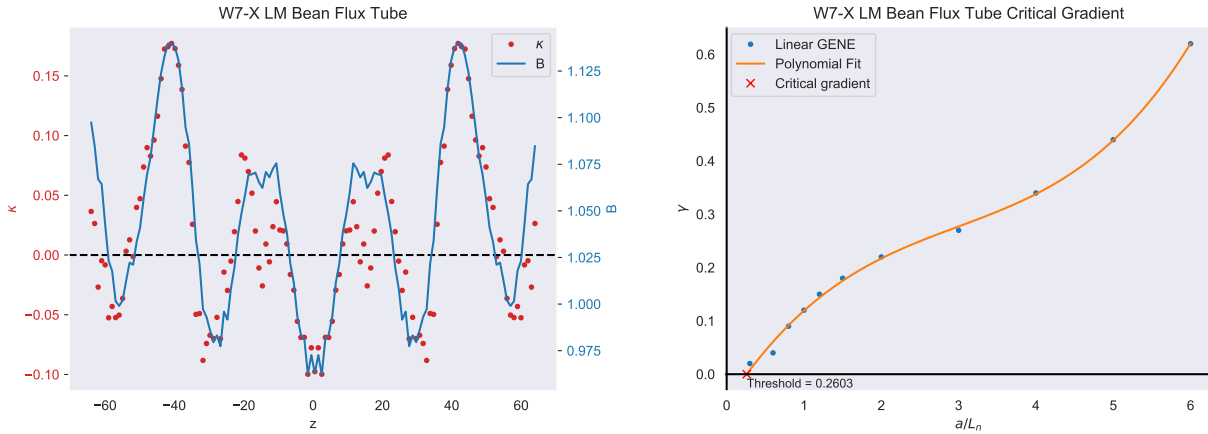 W7-X LM Bean Flux Tube
κ
B
0.15
0.10
0.05
0.00
−0.05
−0.10
κ
1.125
1.100
1.075
1.050
1.025
1.000
0.975
B
−60
−40
−20
0
20
40
60
z
W7-X LM Bean Flux Tube Critical Gradient
Linear GENE
Polynomial Fit
Critical gradient
0.6
0.5
0.4
0.3
0.2
0.1
0.0
γ
Threshold = 0.2603
0
1
2
3
4
5
6
a/Lₙ